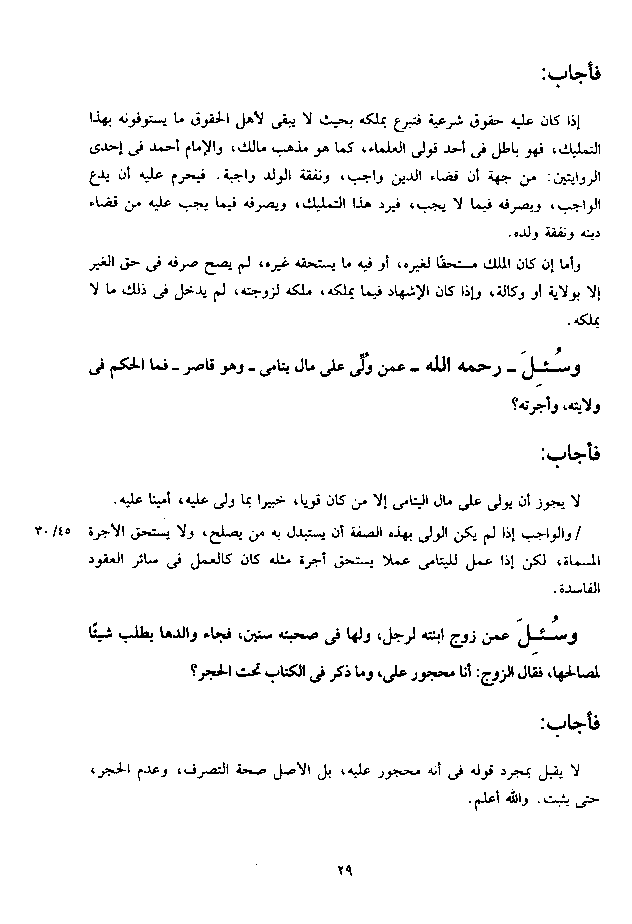 فأجاب:
إذا كان عليه حقوق شرعية فتبرع بملكه بحيث لا يبقى لأهل الحقوق ما يستوفونه بهذا
التمليك، فهو باطل فى أحد قولى العلماء، كما هو مذهب مالك، والإمام أحمد فى إحدى
الروايتين: من جهة أن قضاء الدين واجب، ونفقة الولد واجبة. فيحرم عليه أن يدع
الواجب، ويصرفه فيما لا يجب، فيرد هذا التمليك، ويصرفه فيما يجب عليه من قضاء
دينه ونفقة ولده.
وأما إن كان الملك مستحقًا لغيره، أو فيه ما يستحقه غيره، لم يصح صرفه فى حق الغير
إلا بولاية أو وكالة، وإذا كان الإشهاد فيما يملكه، ملكه لزوجته، لم يدخل فى ذلك ما لا
يملكه.
وسُئِلَ ـ رحمه الله ـ عمن ولِّى على مال يتامى ـ وهو قاصر ـ فما الحكم فى
ولايته، وأجرته؟
فأجاب:
لا يجوز أن يولى على مال اليتامى إلا من كان قويا، خبيرا بما ولى عليه، أمينا عليه.
/ والواجب إذا لم يكن الولى بهذه الصفة أن يستبدل به من يصلح، ولا يستحق الأجرة ٣٠/٤٥
المسماة، لكن إذا عمل لليتامى عملا يستحق أجرة مثله كان كالعمل فى سائر العقود
الفاسدة.
وسُئِلَ عمن زوج ابنته لرجل، ولها فى صحبته سنين، فجاء والدها يطلب شيئًا
لمصالحها، فقال الزوج: أنا محجور على، وما ذكر فى الكتاب تحت الحجر؟
فأجاب:
لا يقبل بمجرد قوله فى أنه محجور عليه، بل الأصل صحة التصرف، وعدم الحجر،
حتى يثبت. والله أعلم.
٢٩